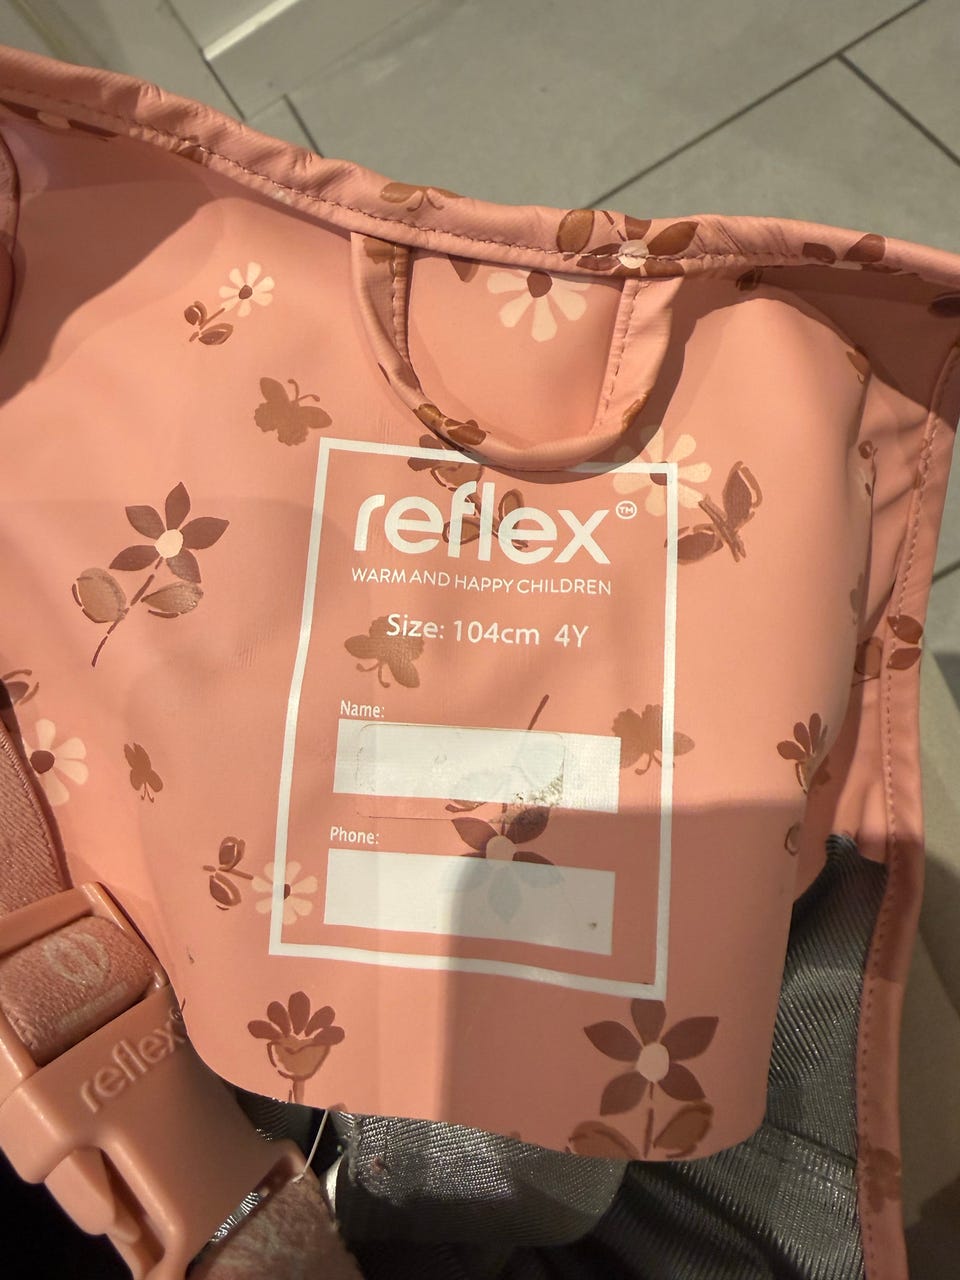 reflex™
WARM AND HAPPY CHILDREN
Size: 104cm 4Y
Name:
Phone:
reflex